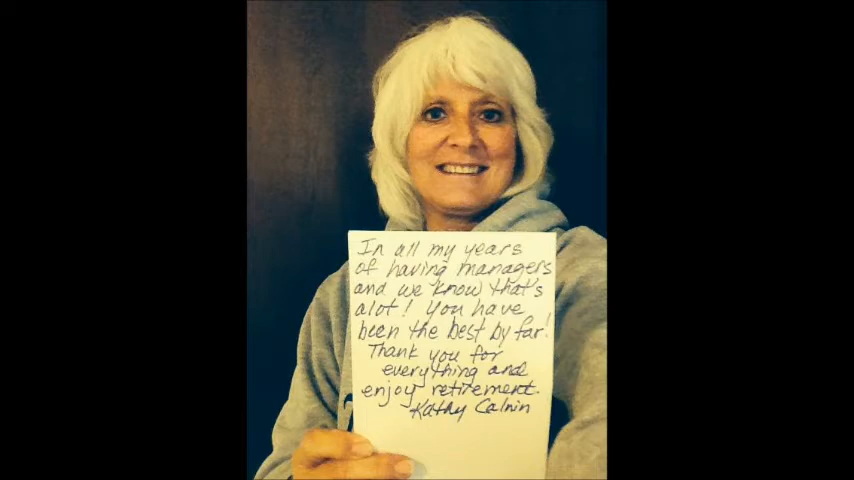 In all my years
of having managers
and we know that's
alot! You have
been the best by far!
Thank you for
everything and
enjoy retirement.
Kathy Calnin